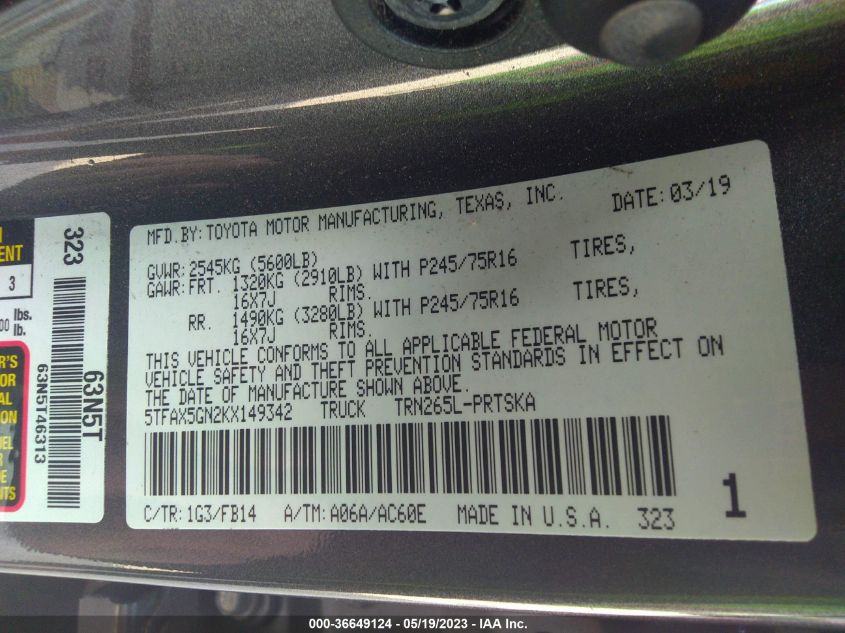 MFD.BY: TOYOTA MOTOR MANUFACTURING, TEXAS, INC. DATE: 03/19
GVWR: 2545KG (5600LB)
GAWR: FRT. 1320KG (2910LB) WITH P245/75R16 TIRES,
16X7J RIMS.
RR. 1490KG (3280LB) WITH P245/75R16 TIRES,
16X7J RIMS.
THIS VEHICLE CONFORMS TO ALL APPLICABLE FEDERAL MOTOR
VEHICLE SAFETY AND THEFT PREVENTION STANDARDS IN EFFECT ON
THE DATE OF MANUFACTURE SHOWN ABOVE.
5TFAX5GN2KX149342 TRUCK TRN265L-PRTSKA
C/TR: 1G3/FB14 A/TM: A06A/AC60E MADE IN U.S.A. 323
1
323
63N5T
63N5T46313
3
lbs.
lb.
000-36649124 - 05/19/2023 - IAA Inc.